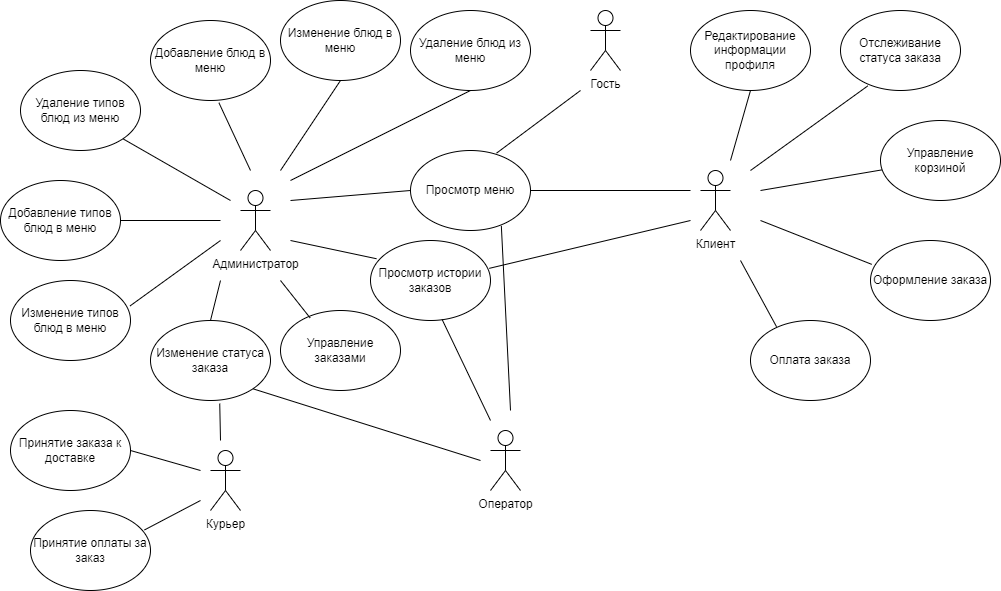 Добавление блюд в
меню
Изменение блюд в
меню
Удаление блюд из
меню
Гость
Редактирование
информации
профиля
Отслеживание
статуса заказа
Удаление типов
блюд из меню
Просмотр меню
Управление
корзиной
Добавление типов
блюд в меню
Администратор
Клиент
Просмотр истории
заказов
Оформление заказа
Изменение типов
блюд в меню
Изменение статуса
заказа
Управление
заказами
Оплата заказа
Принятие заказа к
доставке
Оператор
Курьер
Принятие оплаты за
заказ